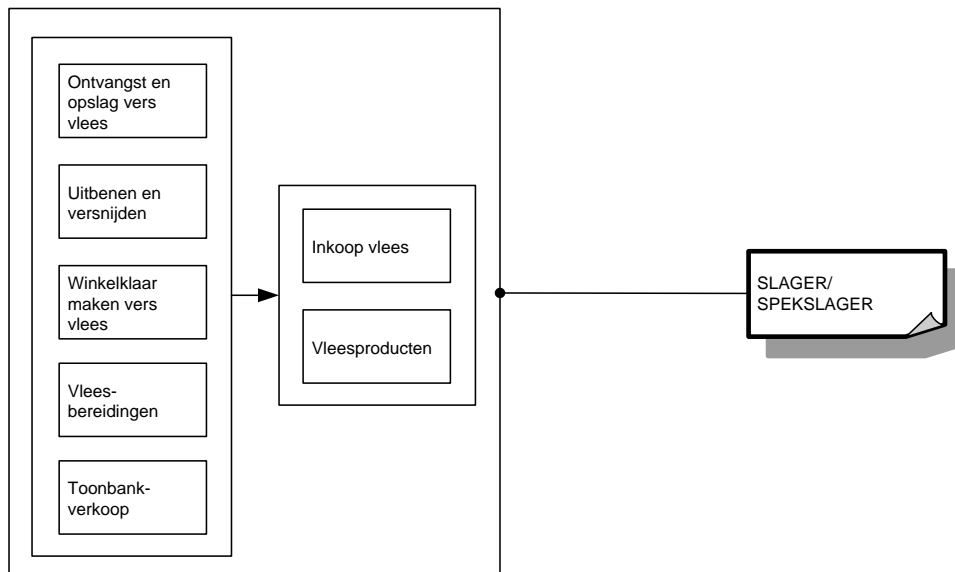 Ontvangst en
opslag vers
vlees
Uitbenen en
versnijden
Winkelklaar
maken vers
vlees
Vlees-
bereidingen
Toonbank-
verkoop
Inkoop vlees
Vleesproducten
SLAGER/
SPEKSLAGER